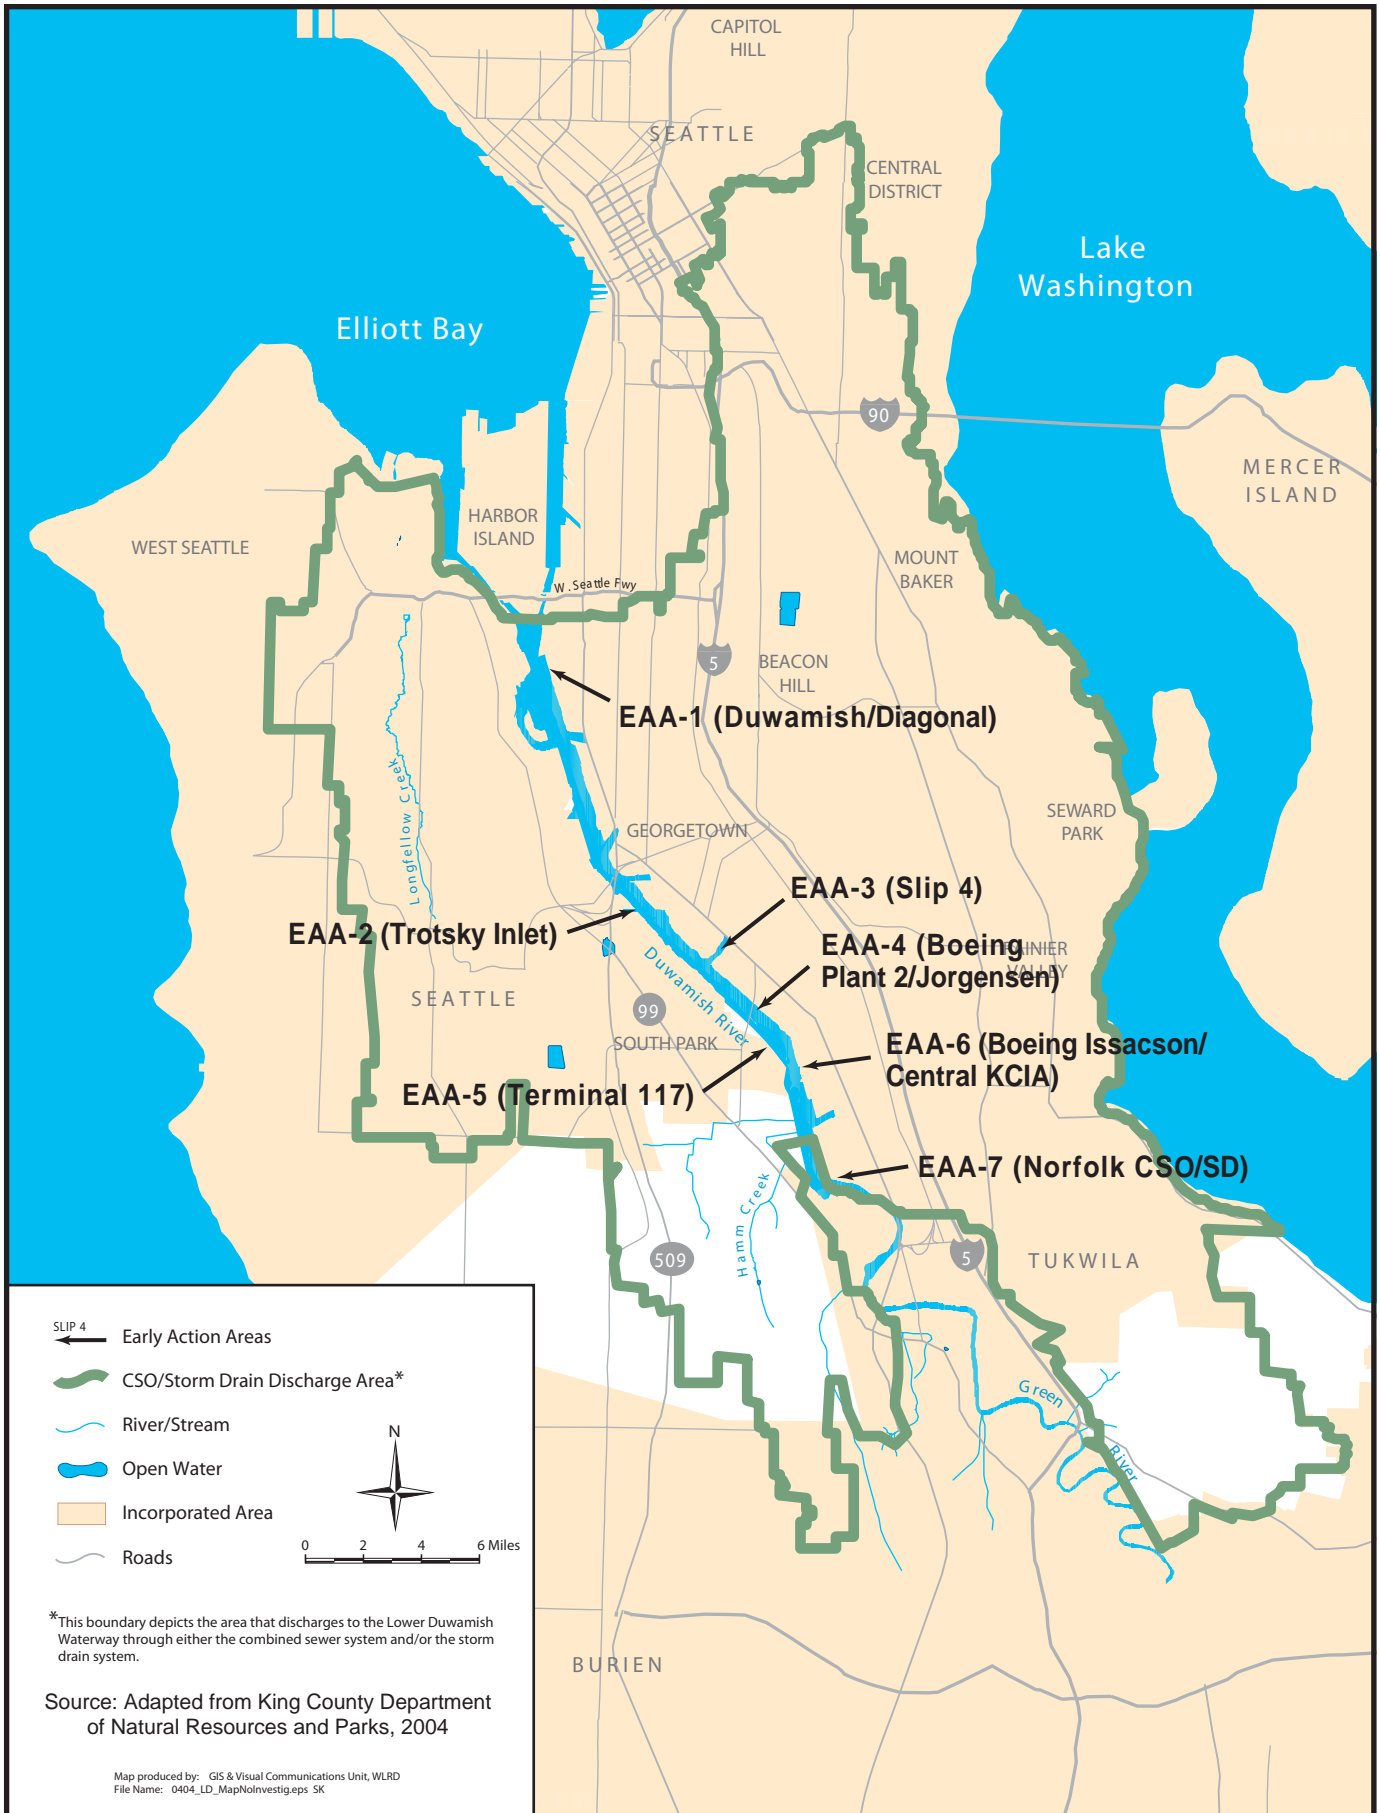 CAPITOL
HILL
SEATTLE
CENTRAL
DISTRICT
Lake
Washington
Elliott Bay
90
MERCER
ISLAND
HARBOR
ISLAND
WEST SEATTLE
MOUNT
BAKER
W. Seattle Fwy
5
BEACON
HILL
EAA-1 (Duwamish/Diagonal)
Longfellow Creek
GEORGETOWN
SEWARD
PARK
EAA-3 (Slip 4)
EAA-2 (Trotsky Inlet)
EAA-4 (Boeing
Plant 2/Jorgensen)
RAINIER
VALLEY
Duwamish River
SEATTLE
99
SOUTH PARK
EAA-6 (Boeing Issacson/
Central KCIA)
EAA-5 (Terminal 117)
EAA-7 (Norfolk CSO/SD)
Hamm Creek
509
5
TUKWILA
Green
River
BURIEN
SLIP 4
Early Action Areas
CSO/Storm Drain Discharge Area*
River/Stream
Open Water
Incorporated Area
Roads
N
0 2 4 6 Miles
*This boundary depicts the area that discharges to the Lower Duwamish
Waterway through either the combined sewer system and/or the storm
drain system.
Source: Adapted from King County Department
of Natural Resources and Parks, 2004
Map produced by: GIS & Visual Communications Unit, WLRD
File Name: 0404_LD_MapNoInvestig.eps SK